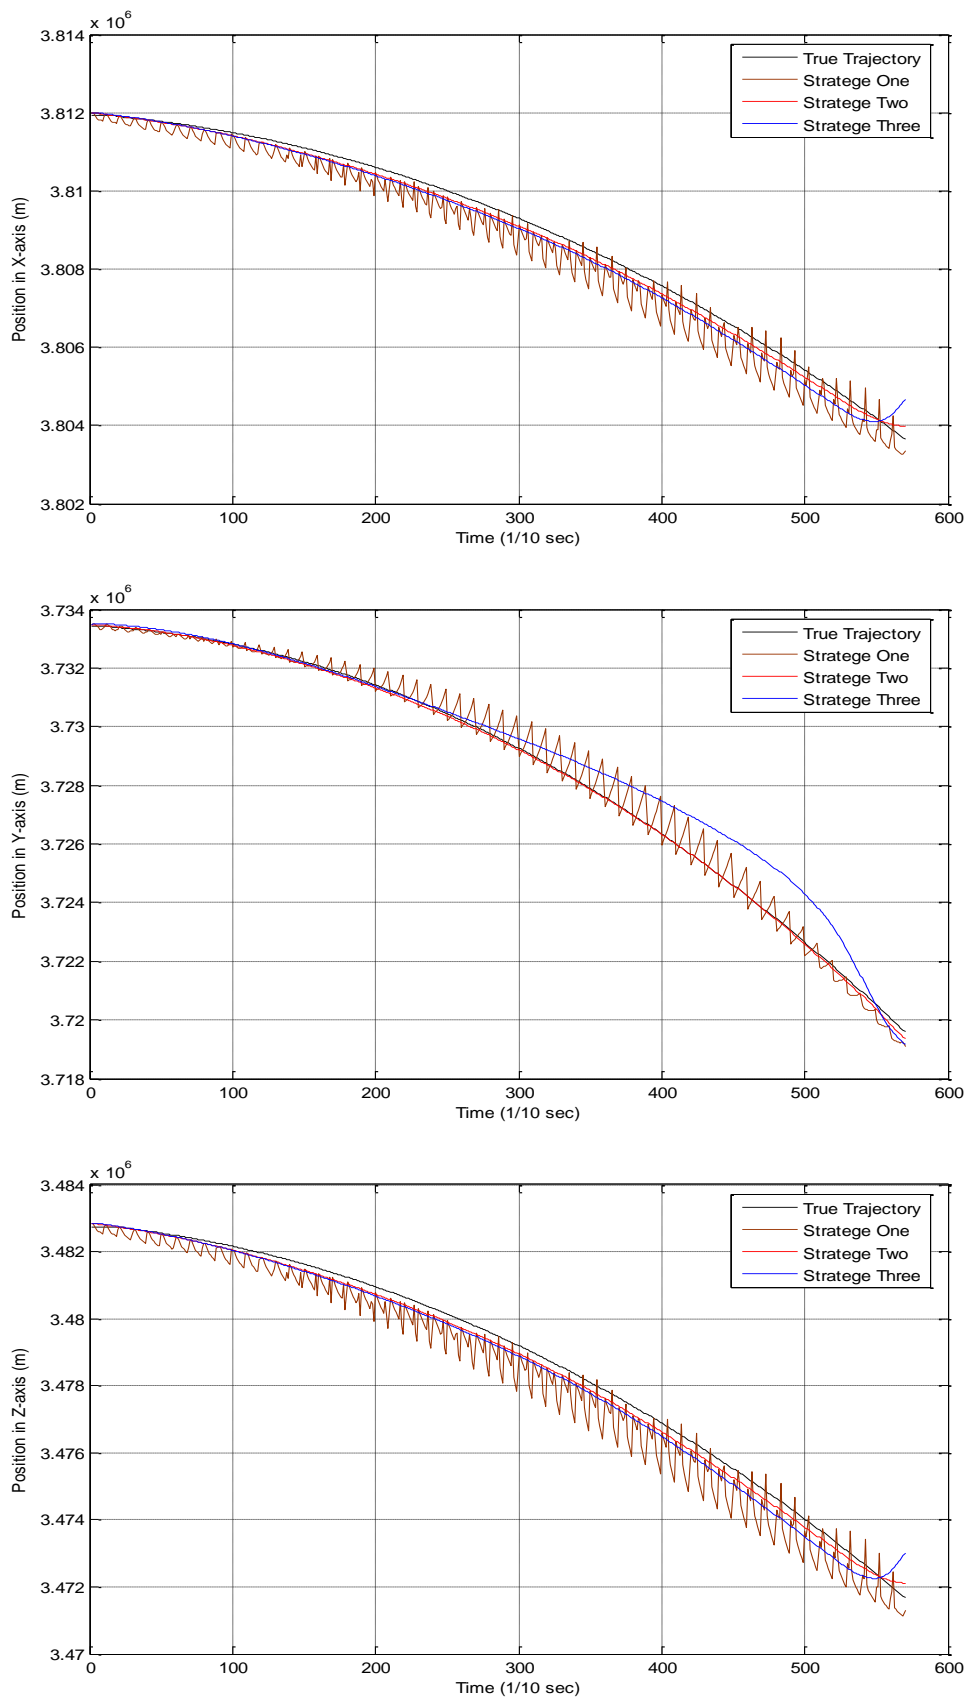 x 10^6
3.814
3.812
3.81
3.808
3.806
3.804
3.802
Position in X-axis (m)
True Trajectory
Stratege One
Stratege Two
Stratege Three
0 100 200 300 400 500 600
Time (1/10 sec)
x 10^6
3.734
3.732
3.73
3.728
3.726
3.724
3.722
3.72
3.718
Position in Y-axis (m)
True Trajectory
Stratege One
Stratege Two
Stratege Three
0 100 200 300 400 500 600
Time (1/10 sec)
x 10^6
3.484
3.482
3.48
3.478
3.476
3.474
3.472
3.47
Position in Z-axis (m)
True Trajectory
Stratege One
Stratege Two
Stratege Three
0 100 200 300 400 500 600
Time (1/10 sec)